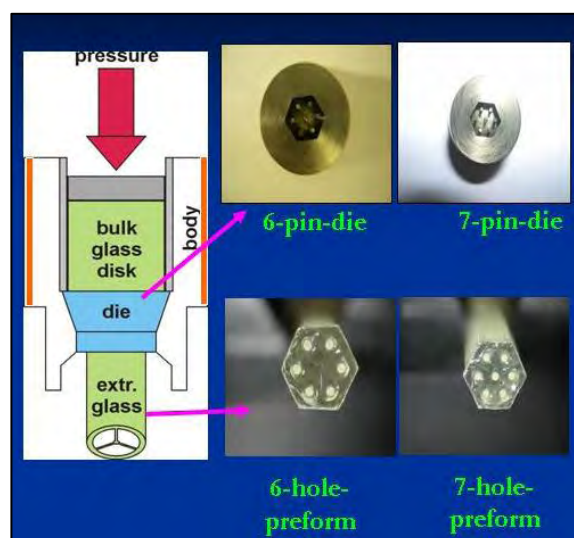 pressure
bulk
glass
disk
body
die
extr.
glass
6-pin-die
7-pin-die
6-hole-
preform
7-hole-
preform